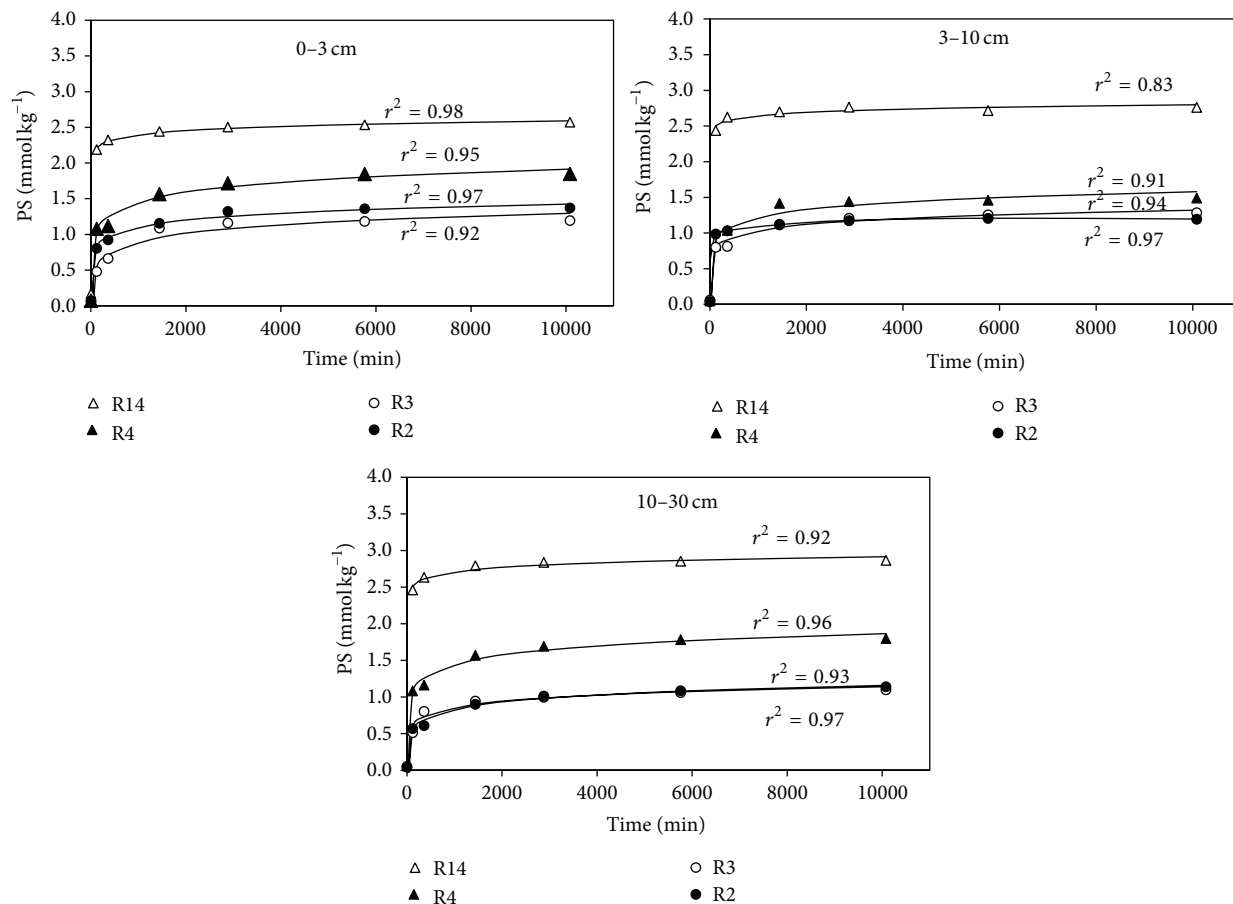 0–3 cm
4.0
3.5
3.0
2.5
2.0
1.5
1.0
0.5
0.0
PS (mmol kg⁻¹)
r² = 0.98
r² = 0.95
r² = 0.97
r² = 0.92
0 2000 4000 6000 8000 10000
Time (min)
R14 R3
R4 R2
3–10 cm
4.0
3.5
3.0
2.5
2.0
1.5
1.0
0.5
0.0
PS (mmol kg⁻¹)
r² = 0.83
r² = 0.91
r² = 0.94
r² = 0.97
0 2000 4000 6000 8000 10000
Time (min)
R14 R3
R4 R2
10–30 cm
4.0
3.5
3.0
2.5
2.0
1.5
1.0
0.5
0.0
PS (mmol kg⁻¹)
r² = 0.92
r² = 0.96
r² = 0.93
r² = 0.97
0 2000 4000 6000 8000 10000
Time (min)
R14 R3
R4 R2